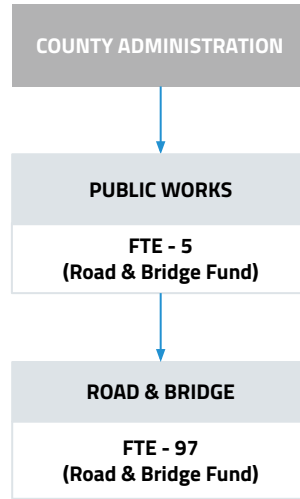 COUNTY ADMINISTRATION
PUBLIC WORKS
FTE - 5
(Road & Bridge Fund)
ROAD & BRIDGE
FTE - 97
(Road & Bridge Fund)